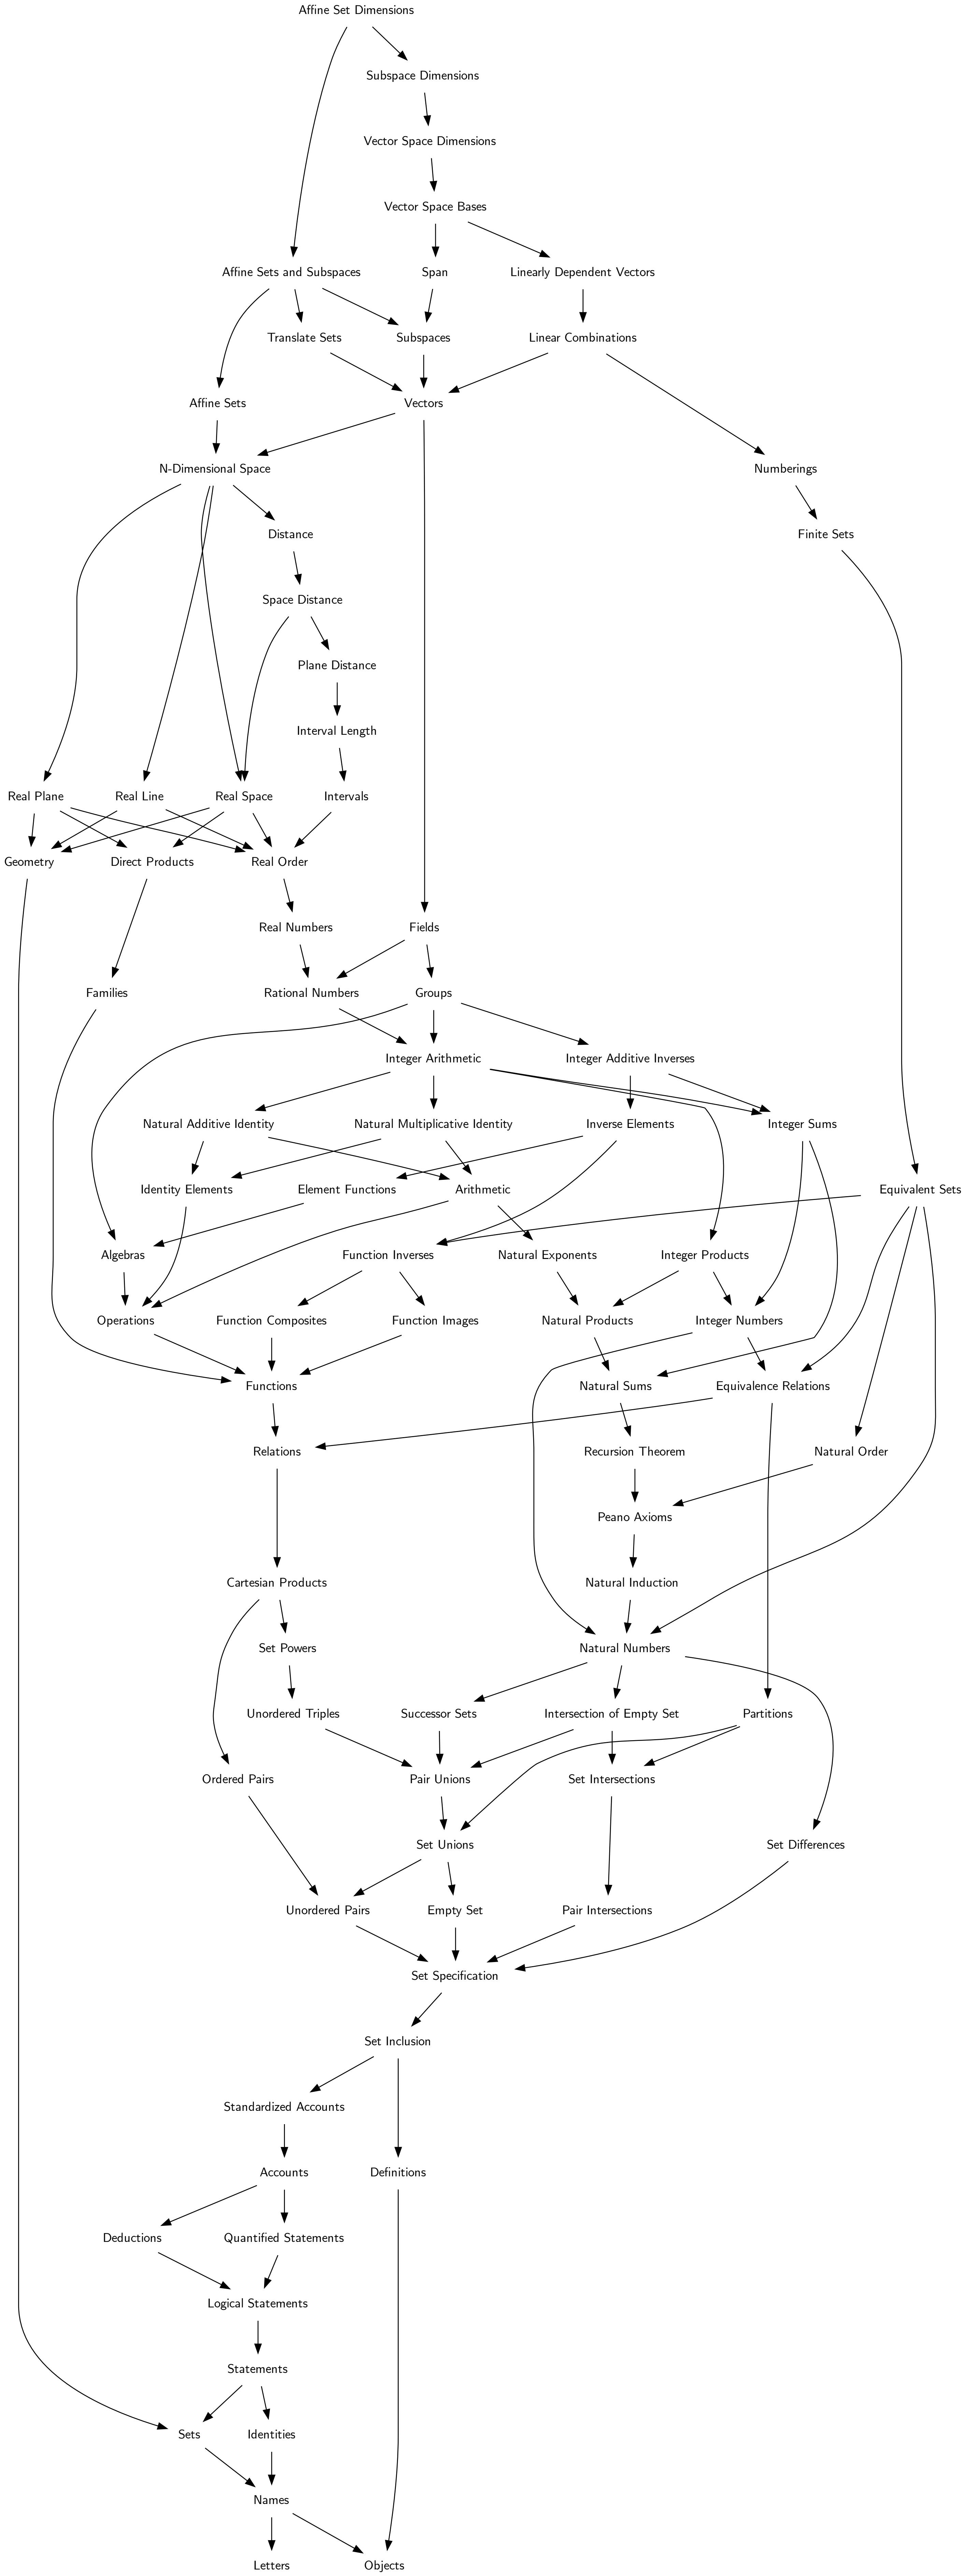 Affine Set Dimensions
Subspace Dimensions
Vector Space Dimensions
Vector Space Bases
Affine Sets and Subspaces
Span
Linearly Dependent Vectors
Translate Sets
Subspaces
Linear Combinations
Affine Sets
Vectors
N-Dimensional Space
Numberings
Distance
Finite Sets
Space Distance
Plane Distance
Interval Length
Real Plane
Real Line
Real Space
Intervals
Geometry
Direct Products
Real Order
Real Numbers
Fields
Families
Rational Numbers
Groups
Integer Arithmetic
Integer Additive Inverses
Natural Additive Identity
Natural Multiplicative Identity
Inverse Elements
Integer Sums
Identity Elements
Element Functions
Arithmetic
Equivalent Sets
Algebras
Function Inverses
Natural Exponents
Integer Products
Operations
Function Composites
Function Images
Natural Products
Integer Numbers
Functions
Natural Sums
Equivalence Relations
Relations
Recursion Theorem
Natural Order
Peano Axioms
Cartesian Products
Natural Induction
Set Powers
Natural Numbers
Unordered Triples
Successor Sets
Intersection of Empty Set
Partitions
Ordered Pairs
Pair Unions
Set Intersections
Set Unions
Set Differences
Unordered Pairs
Empty Set
Pair Intersections
Set Specification
Set Inclusion
Standardized Accounts
Accounts
Definitions
Deductions
Quantified Statements
Logical Statements
Statements
Sets
Identities
Names
Letters
Objects